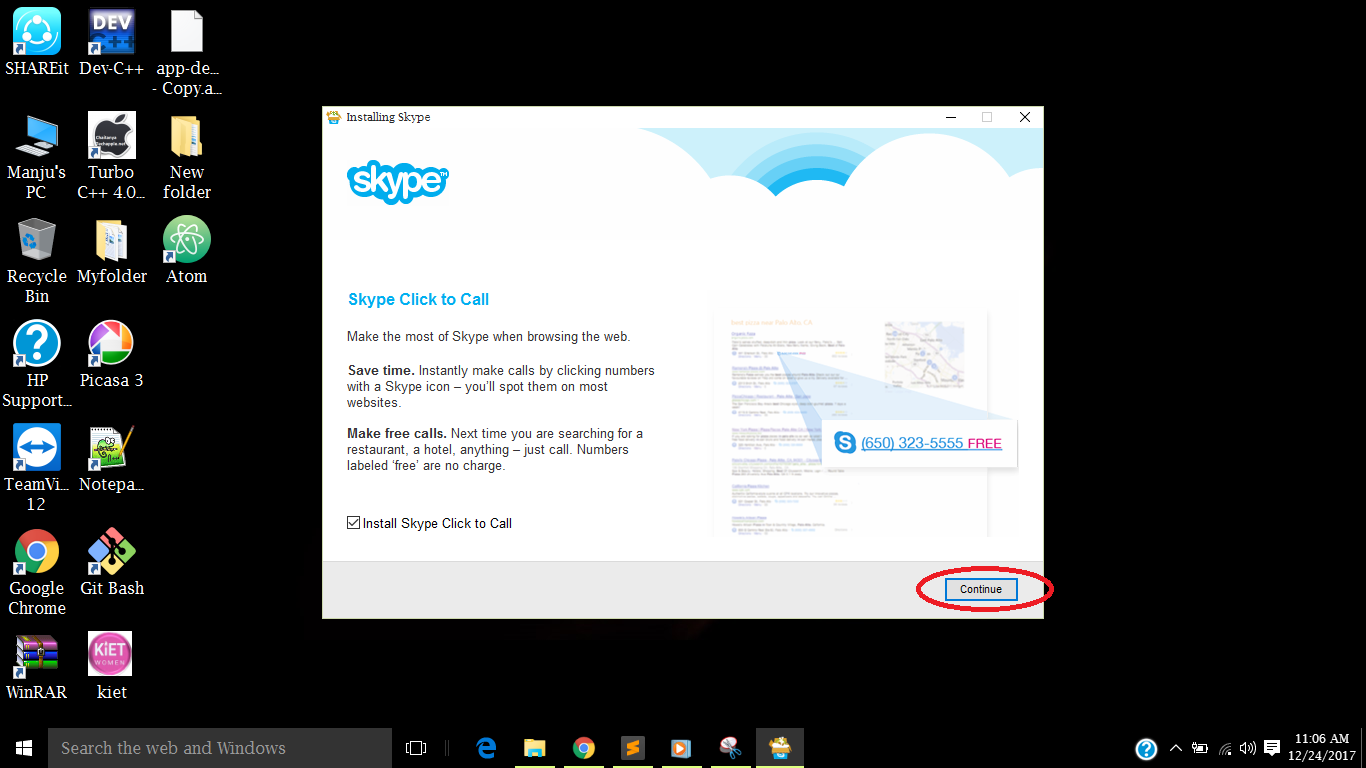 SHAREit
Dev-C++
app-de...
- Copy.a...
Manju's
PC
Turbo
C++ 4.0...
New
folder
Recycle
Bin
Myfolder
Atom
HP
Support...
Picasa 3
TeamVi...
12
Notepa...
Google
Chrome
Git Bash
WinRAR
KiET
WOMEN
kiet
DEV
C++
Chaitanya
Installing Skype
skype™
Skype Click to Call
Make the most of Skype when browsing the web.
Save time. Instantly make calls by clicking numbers
with a Skype icon – you'll spot them on most
websites.
Make free calls. Next time you are searching for a
restaurant, a hotel, anything – just call. Numbers
labeled 'free' are no charge.
(650) 323-5555 FREE
Install Skype Click to Call
Continue
Search the web and Windows
11:06 AM
12/24/2017